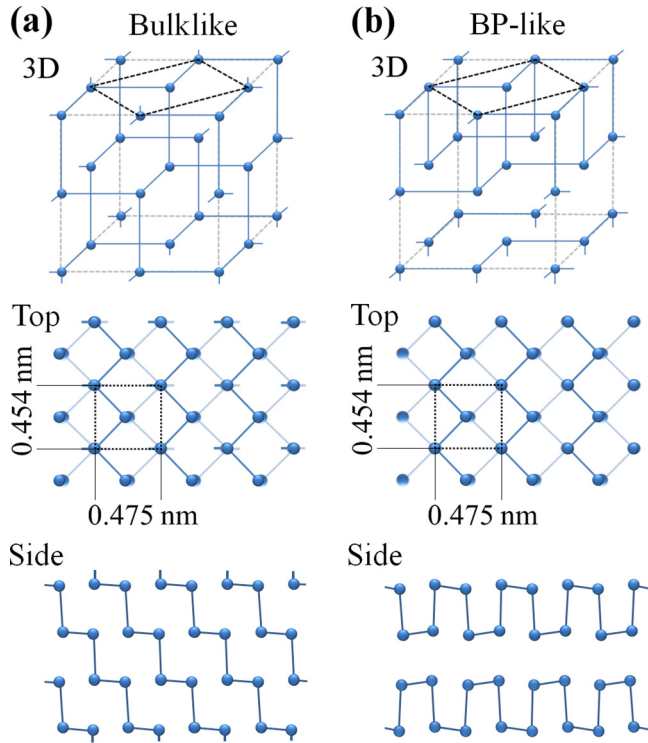 (a) Bulklike
3D
Top
0.454 nm
0.475 nm
Side
(b) BP-like
3D
Top
0.454 nm
0.475 nm
Side